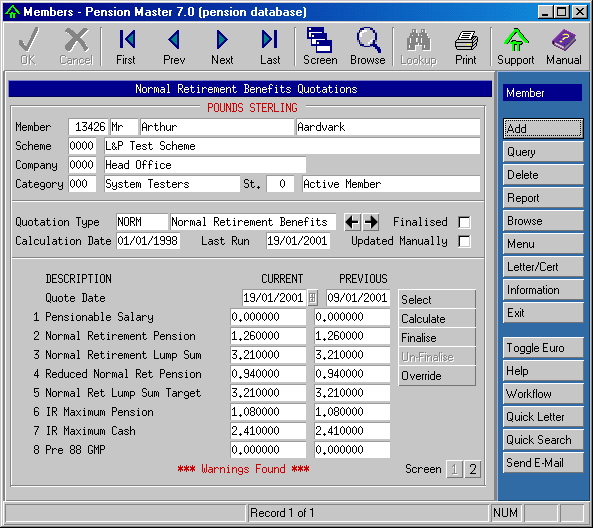 Members - Pension Master 7.0 (pension database)
OK Cancel First Prev Next Last Screen Browse Lookup Print Support Manual
Normal Retirement Benefits Quotations
POUNDS STERLING
Member 13426 Mr Arthur Aardvark
Scheme 0000 L&P Test Scheme
Company 0000 Head Office
Category 000 System Testers St. 0 Active Member
Quotation Type NORM Normal Retirement Benefits Finalised
Calculation Date 01/01/1998 Last Run 19/01/2001 Updated Manually
DESCRIPTION CURRENT PREVIOUS
Quote Date 19/01/2001 09/01/2001
1 Pensionable Salary 0.000000 0.000000
2 Normal Retirement Pension 1.260000 1.260000
3 Normal Retirement Lump Sum 3.210000 3.210000
4 Reduced Normal Ret Pension 0.940000 0.940000
5 Normal Ret Lump Sum Target 3.210000 3.210000
6 IR Maximum Pension 1.080000 1.080000
7 IR Maximum Cash 2.410000 2.410000
8 Pre 88 GMP 0.000000 0.000000
Select
Calculate
Finalise
Un-Finalise
Override
*** Warnings Found *** Screen 1 2
Member
Add
Query
Delete
Report
Browse
Menu
Letter/Cert
Information
Exit
Toggle Euro
Help
Workflow
Quick Letter
Quick Search
Send E-Mail
Record 1 of 1 NUM